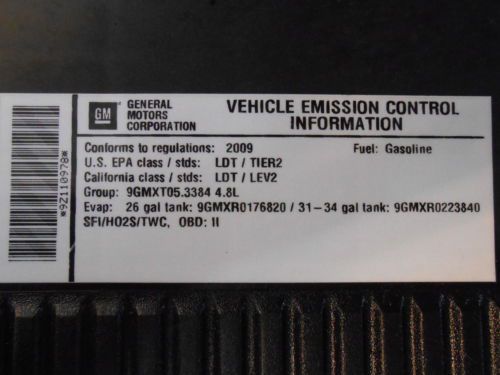 *9Z110978*
GM
GENERAL
MOTORS
CORPORATION
VEHICLE EMISSION CONTROL
INFORMATION
Conforms to regulations: 2009 Fuel: Gasoline
U.S. EPA class / stds: LDT / TIER2
California class / stds: LDT / LEV2
Group: 9GMXT05.3384 4.8L
Evap: 26 gal tank: 9GMXR0176820 / 31-34 gal tank: 9GMXR0223840
SFI/HO2S/TWC, OBD: II